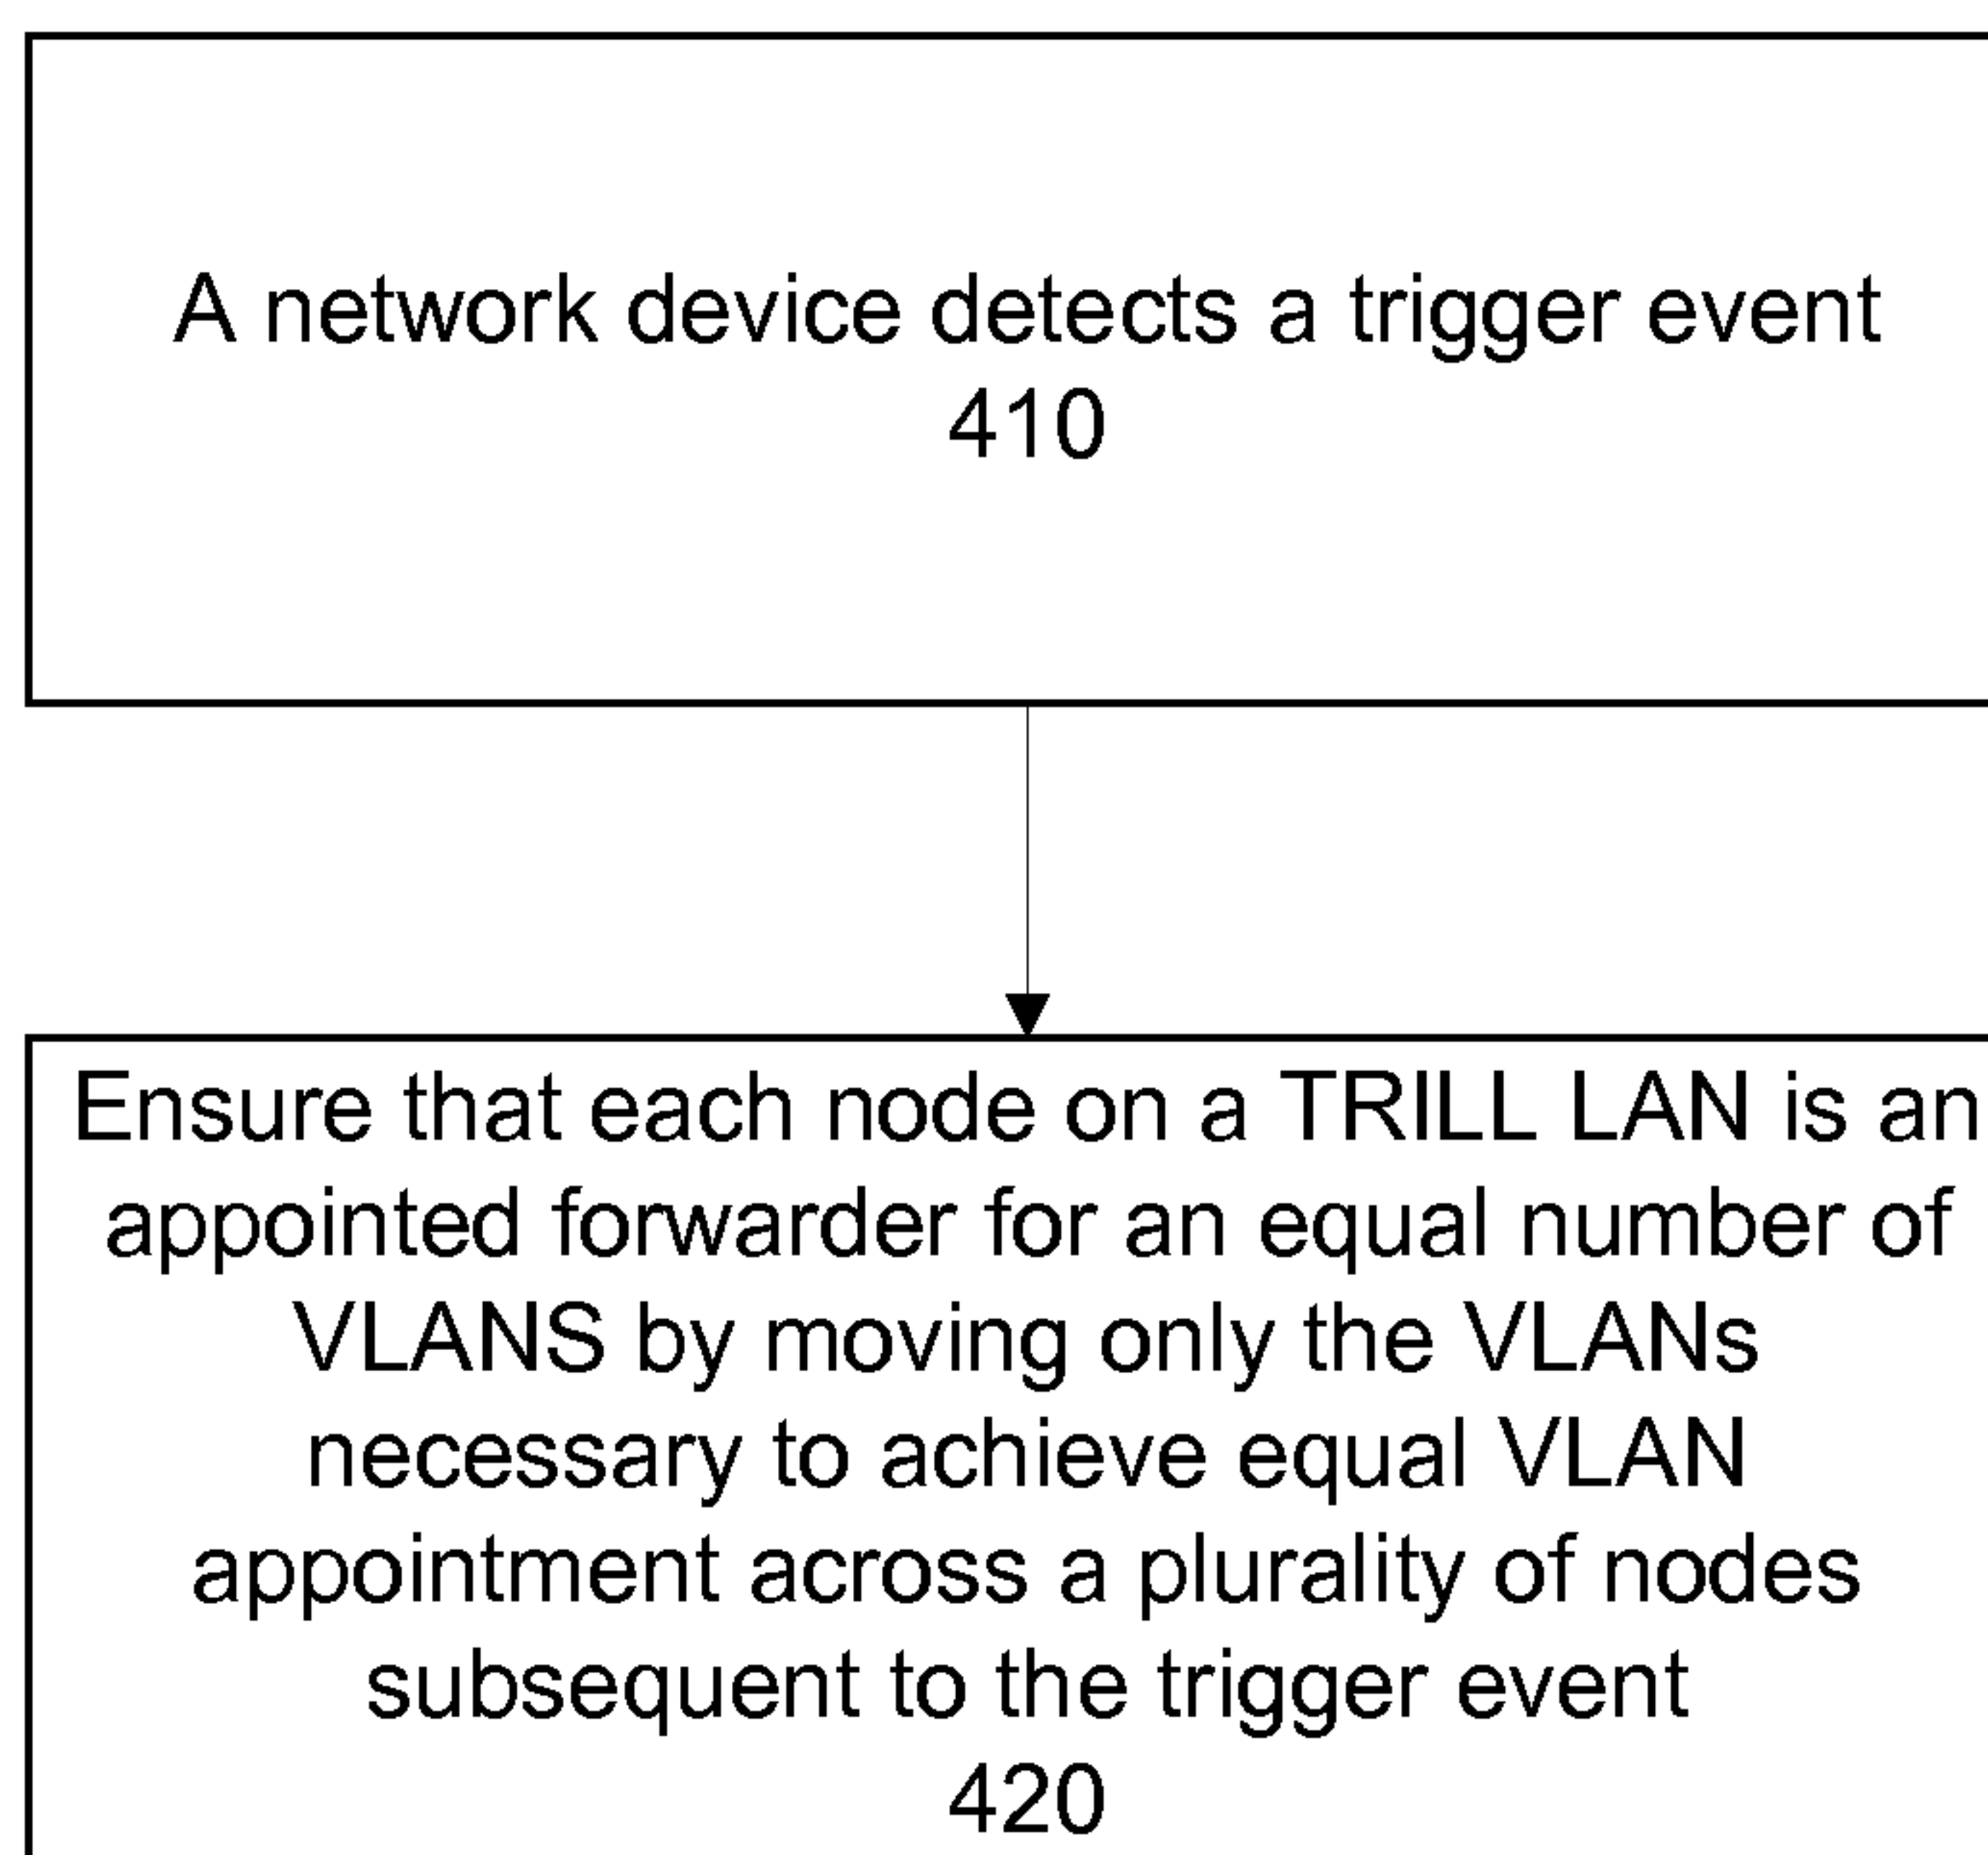 A network device detects a trigger event
410
Ensure that each node on a TRILL LAN is an
appointed forwarder for an equal number of
VLANS by moving only the VLANs
necessary to achieve equal VLAN
appointment across a plurality of nodes
subsequent to the trigger event
420